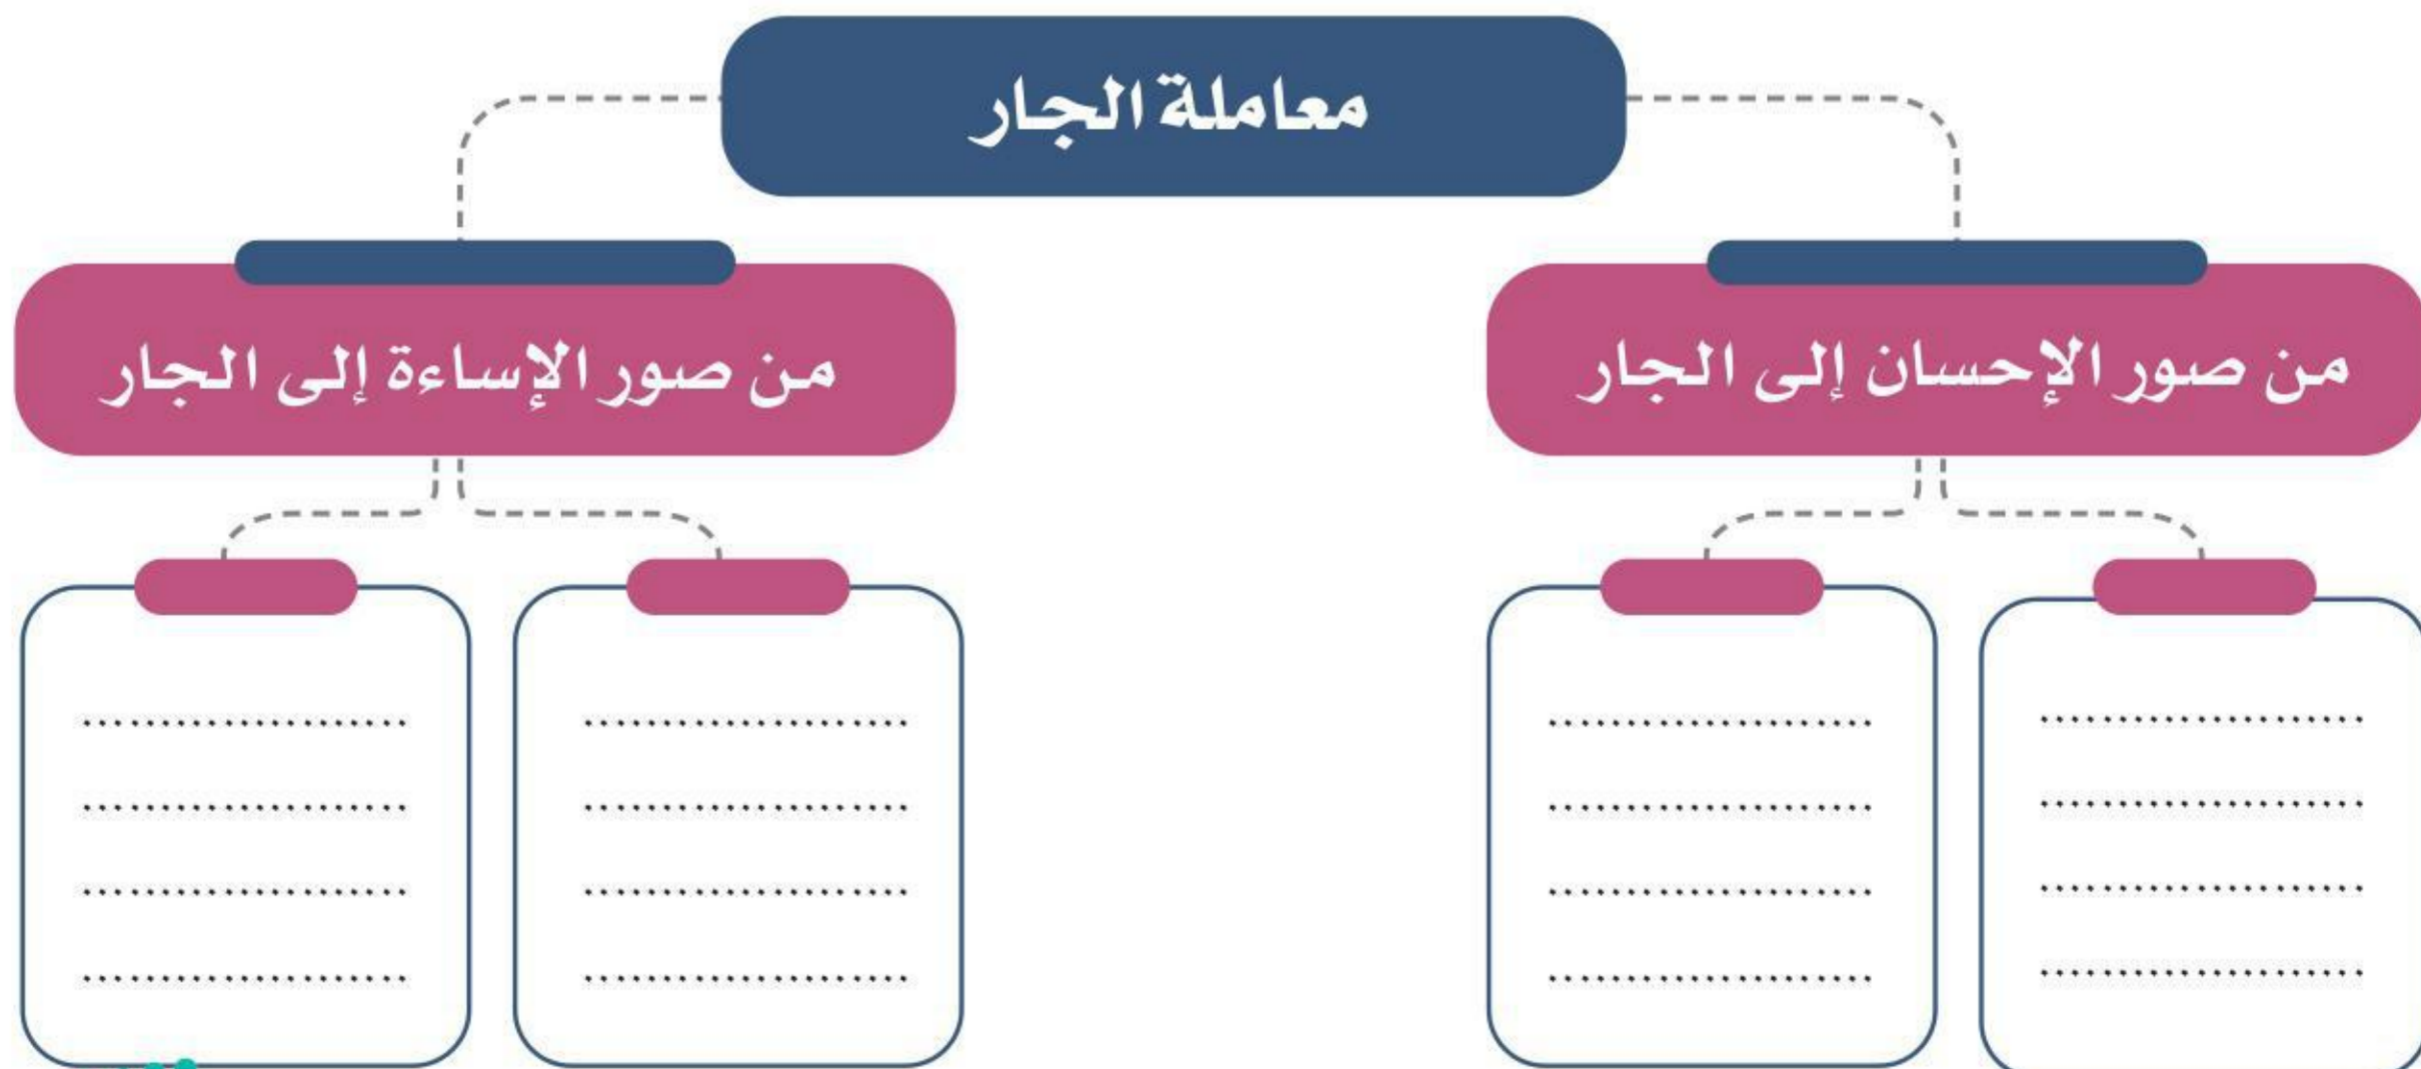 معاملة الجار
من صور الإحسان إلى الجار
من صور الإساءة إلى الجار